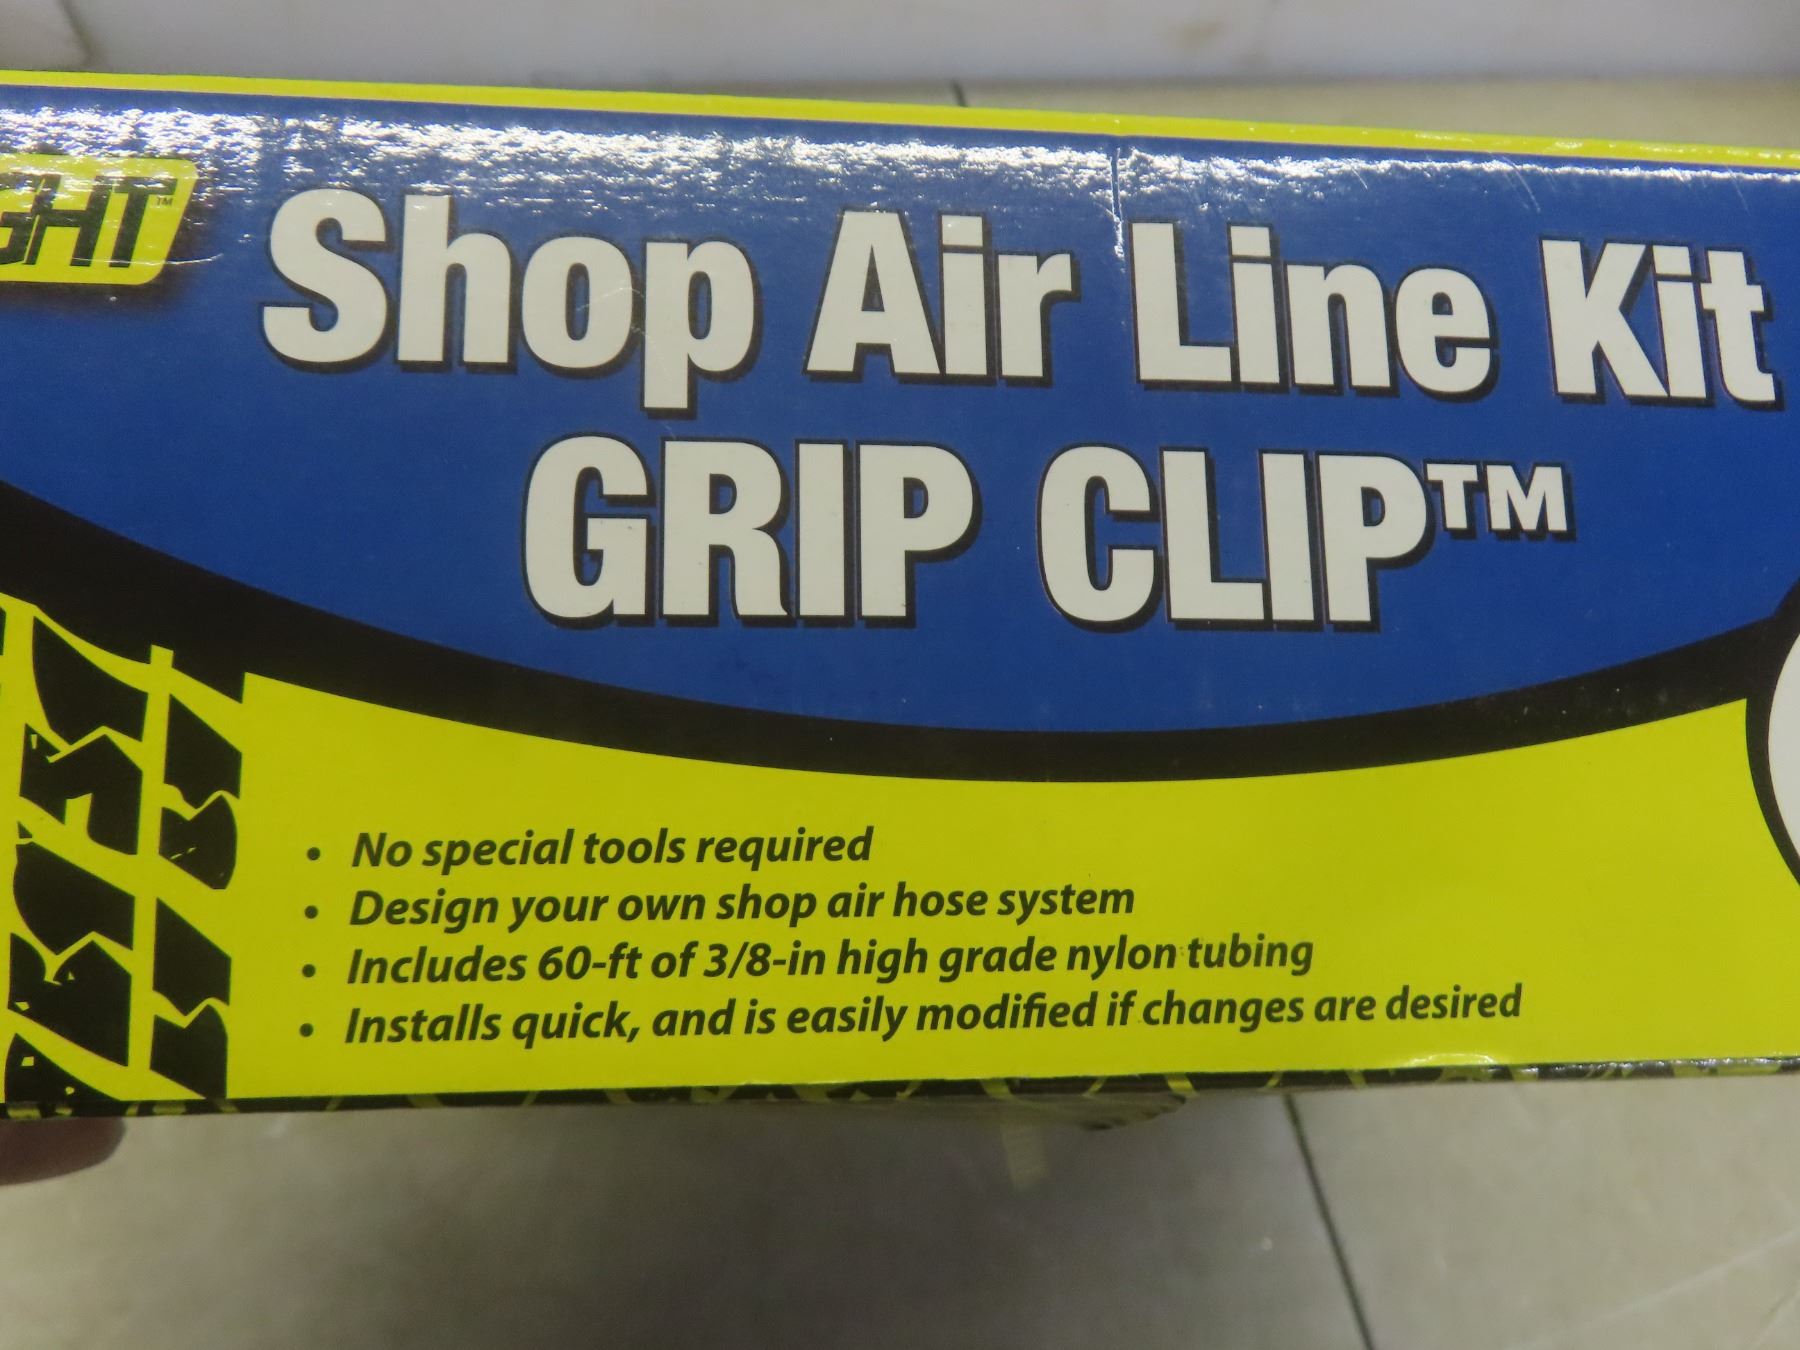 Shop Air Line Kit
GRIP CLIP™
• No special tools required
• Design your own shop air hose system
• Includes 60-ft of 3/8-in high grade nylon tubing
• Installs quick, and is easily modified if changes are desired